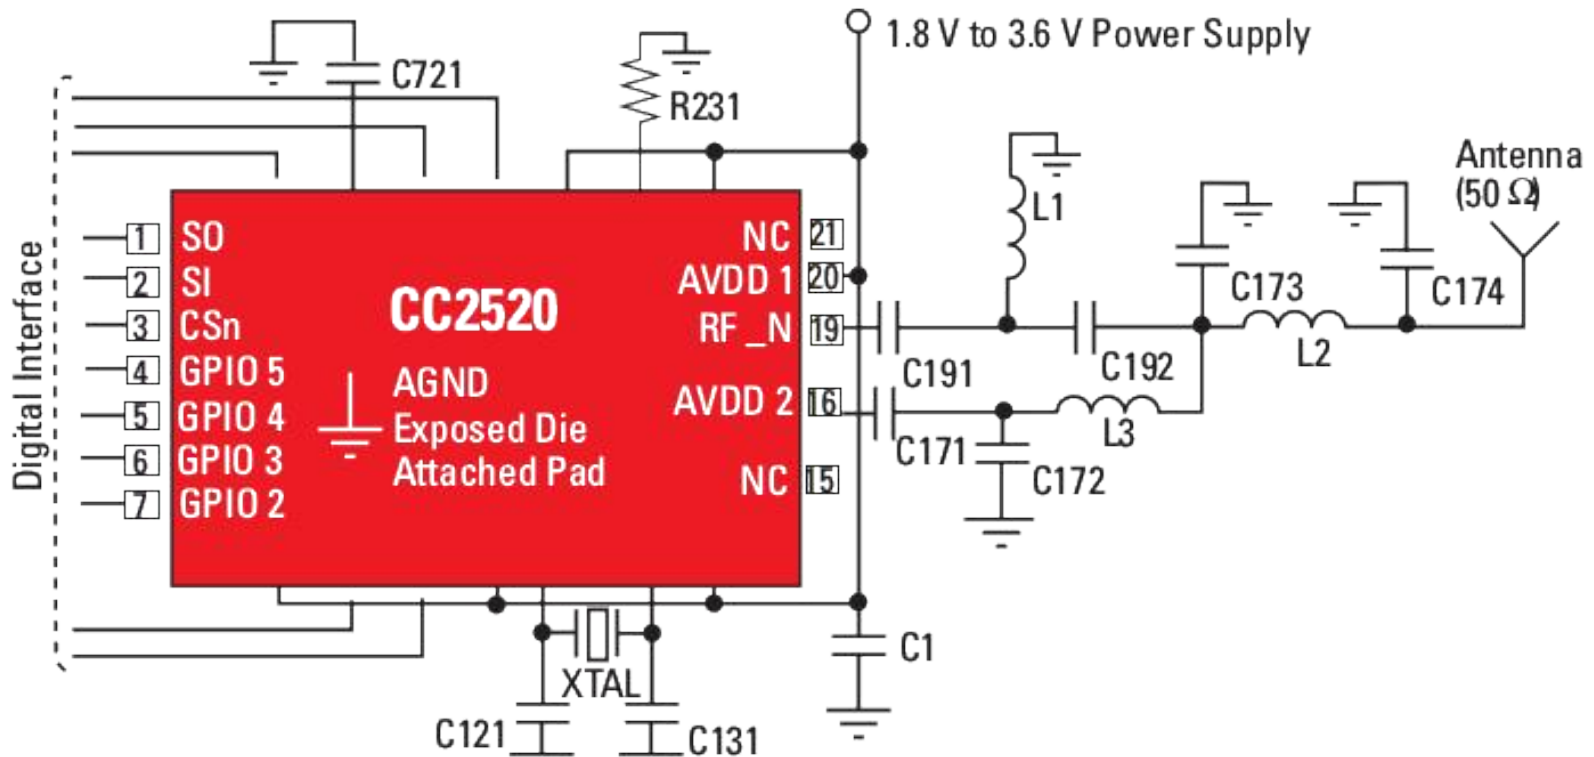 1.8 V to 3.6 V Power Supply
C721
R231
Antenna
(50 Ω)
L1
C173
C174
L2
Digital Interface
1 SO
2 SI
3 CSn
4 GPIO 5
5 GPIO 4
6 GPIO 3
7 GPIO 2
CC2520
AGND
Exposed Die
Attached Pad
NC 21
AVDD 1 20
RF_N 19
AVDD 2 16
NC 15
C191
C192
C171
L3
C172
XTAL
C1
C121
C131